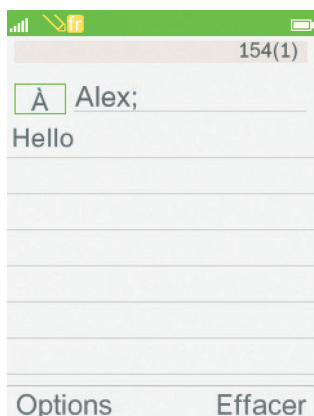 fr
154(1)
À Alex;
Hello
Options Effacer